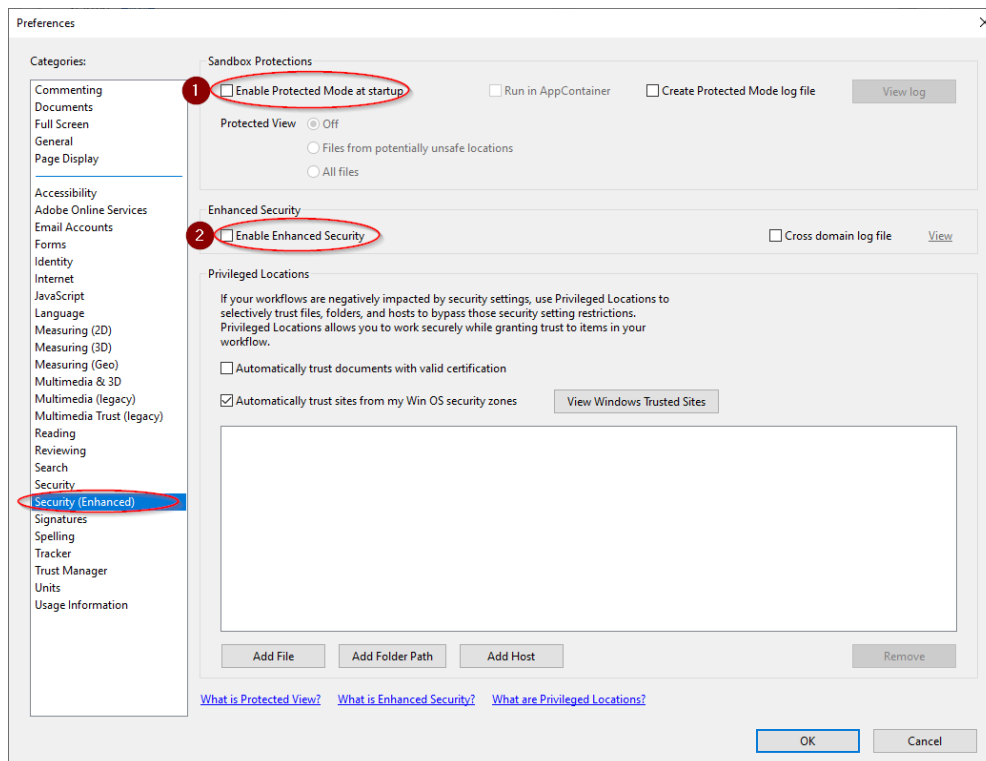 Preferences
Categories:
Commenting
Documents
Full Screen
General
Page Display
Accessibility
Adobe Online Services
Email Accounts
Forms
Identity
Internet
JavaScript
Language
Measuring (2D)
Measuring (3D)
Measuring (Geo)
Multimedia & 3D
Multimedia (legacy)
Multimedia Trust (legacy)
Reading
Reviewing
Search
Security
Security (Enhanced)
Signatures
Spelling
Tracker
Trust Manager
Units
Usage Information
Sandbox Protections
1 Enable Protected Mode at startup Run in AppContainer Create Protected Mode log file View log
Protected View Off
Files from potentially unsafe locations
All files
Enhanced Security
2 Enable Enhanced Security Cross domain log file View
Privileged Locations
If your workflows are negatively impacted by security settings, use Privileged Locations to
selectively trust files, folders, and hosts to bypass those security setting restrictions.
Privileged Locations allows you to work securely while granting trust to items in your
workflow.
Automatically trust documents with valid certification
Automatically trust sites from my Win OS security zones View Windows Trusted Sites
Add File Add Folder Path Add Host Remove
What is Protected View? What is Enhanced Security? What are Privileged Locations?
OK Cancel